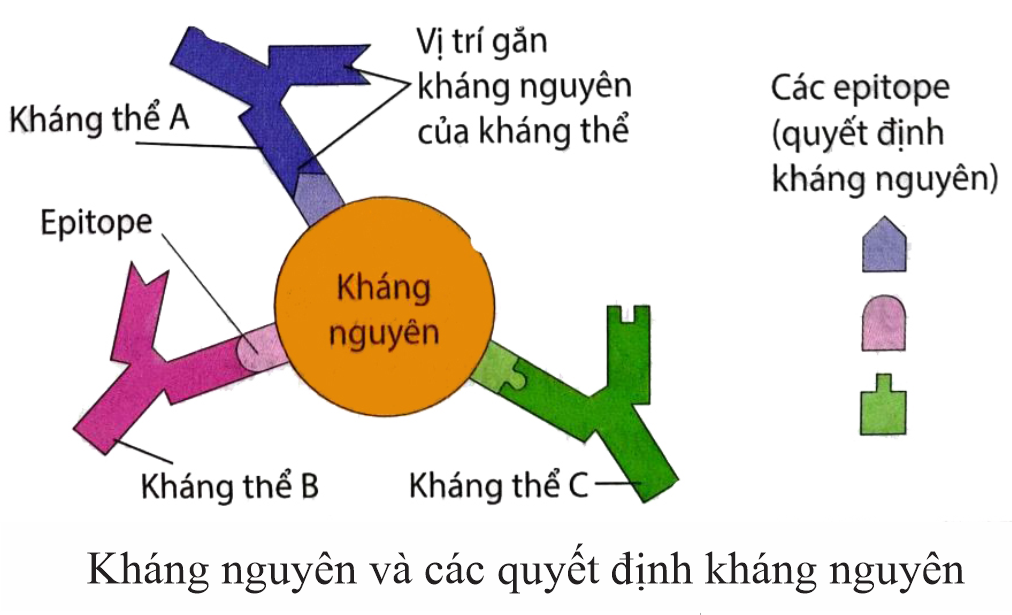 Vị trí gắn
kháng nguyên
của kháng thể
Kháng thể A
Epitope
Kháng
nguyên
Kháng thể B
Kháng thể C
Các epitope
(quyết định
kháng nguyên)
Kháng nguyên và các quyết định kháng nguyên